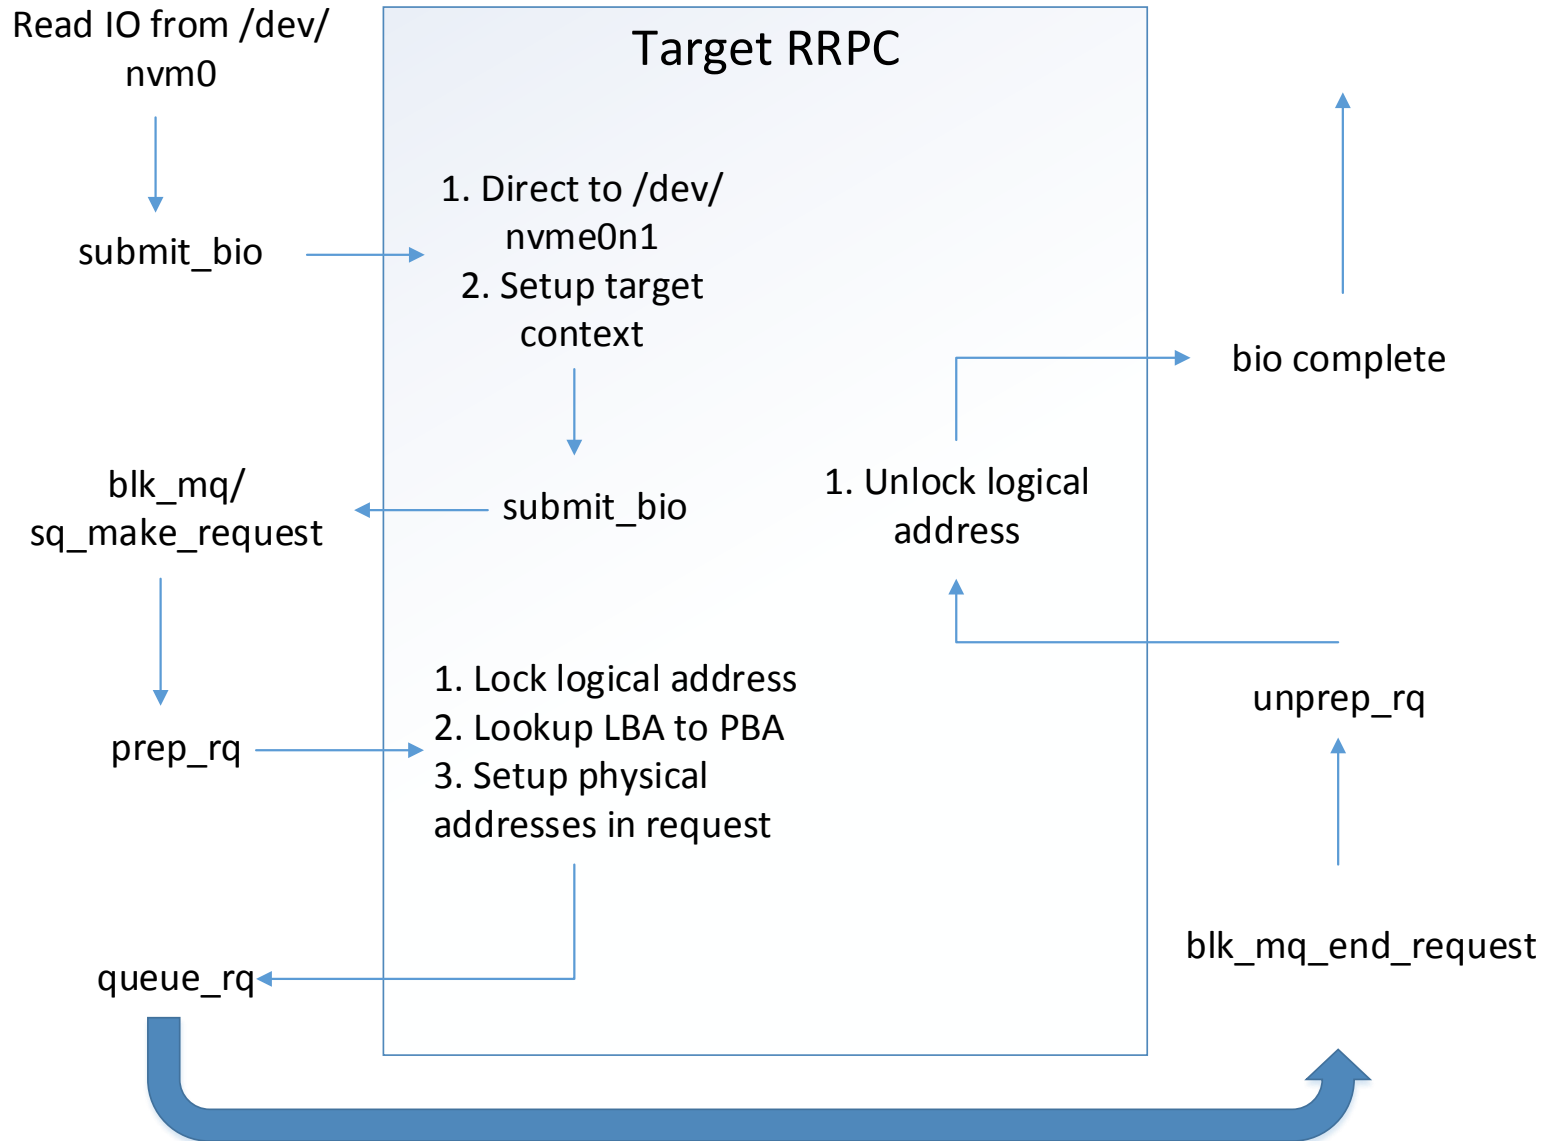 Read IO from /dev/
nvm0
Target RRPC
1. Direct to /dev/
nvme0n1
2. Setup target
context
submit_bio
submit_bio
blk_mq/
sq_make_request
prep_rq
1. Lock logical address
2. Lookup LBA to PBA
3. Setup physical
addresses in request
queue_rq
blk_mq_end_request
unprep_rq
1. Unlock logical
address
bio complete